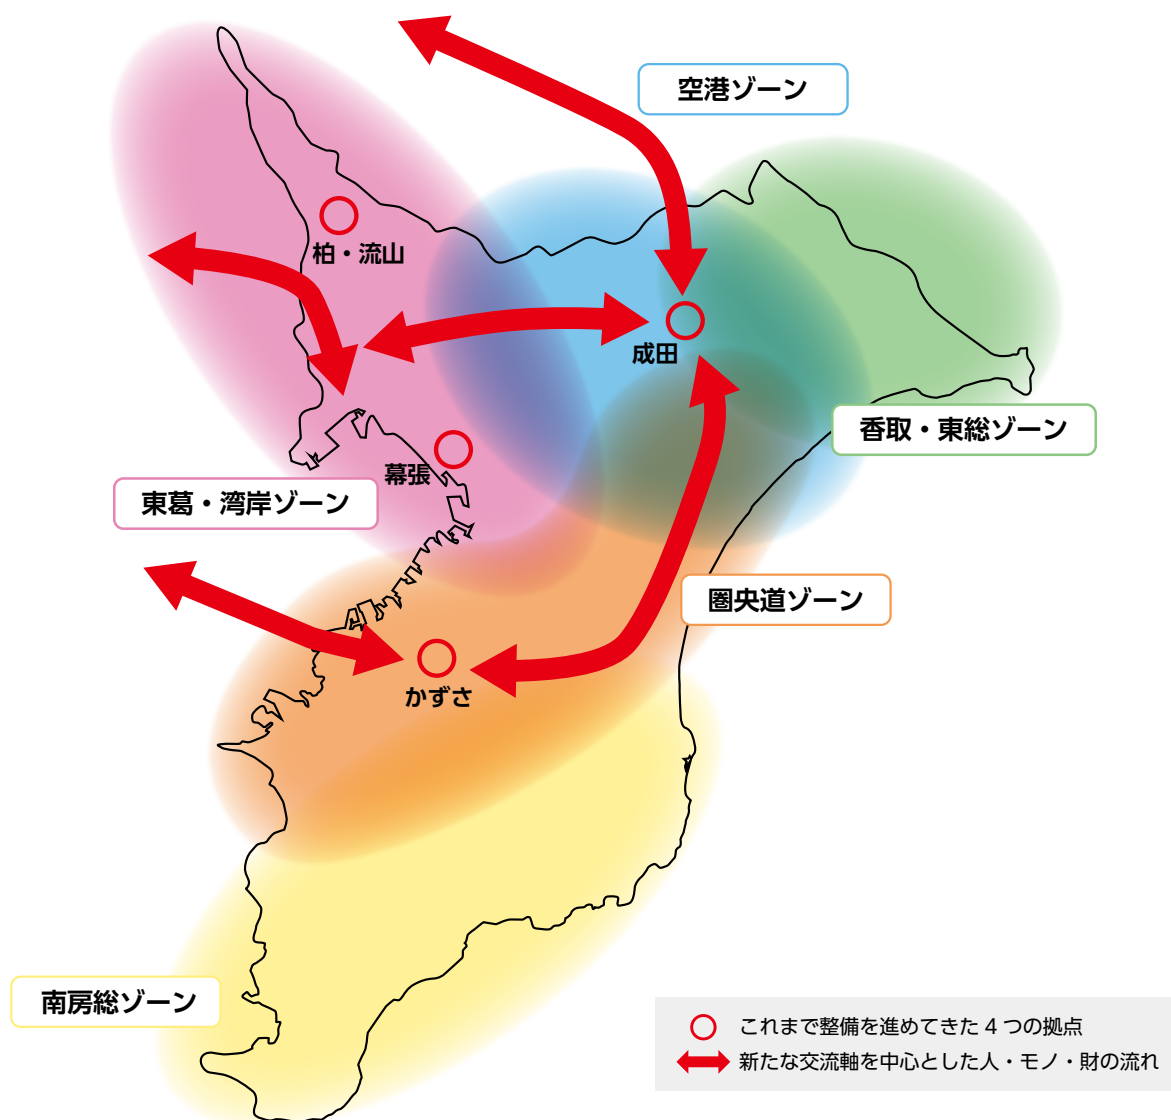 空港ゾーン
柏・流山
成田
香取・東総ゾーン
幕張
東葛・湾岸ゾーン
圏央道ゾーン
かずさ
南房総ゾーン
これまで整備を進めてきた 4 つの拠点
新たな交流軸を中心とした人・モノ・財の流れ